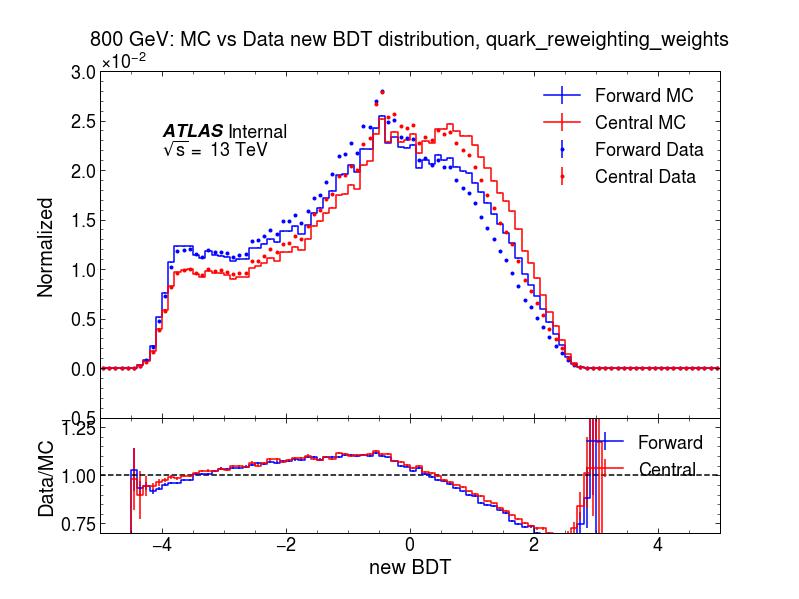 800 GeV: MC vs Data new BDT distribution, quark_reweighting_weights
×10⁻²
3.0
2.5
2.0
1.5
1.0
0.5
0.0
−0.5
Normalized
ATLAS Internal
√s = 13 TeV
Forward MC
Central MC
Forward Data
Central Data
1.25
1.00
0.75
Data/MC
Forward
Central
−4 −2 0 2 4
new BDT